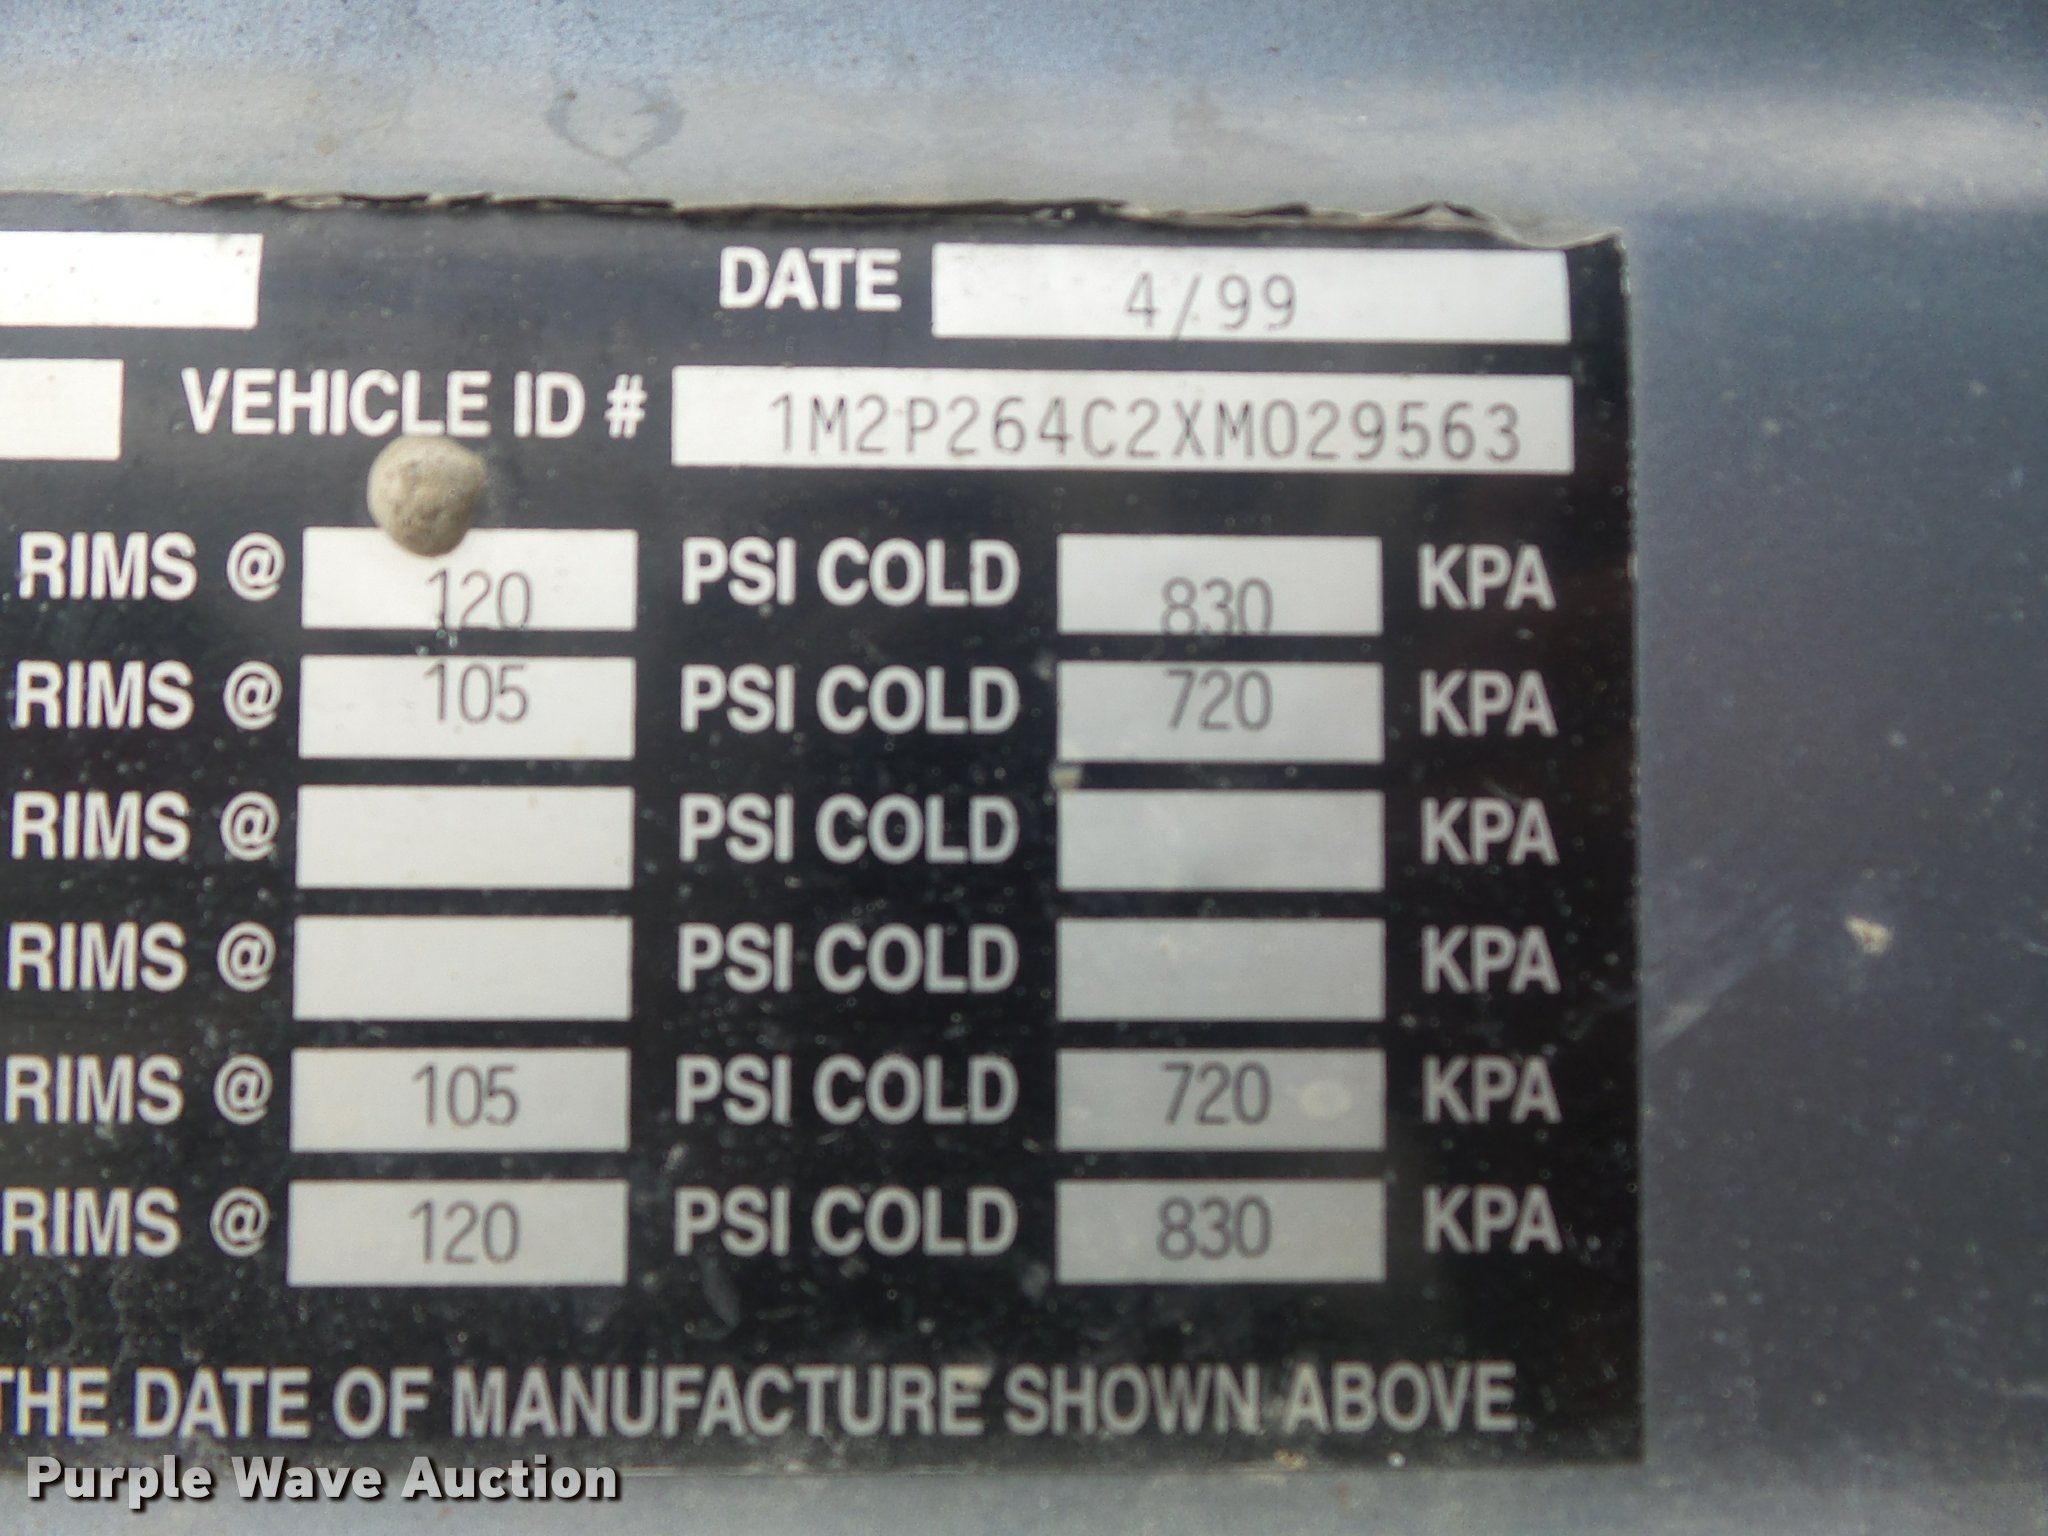 DATE 4/99
VEHICLE ID # 1M2P264C2XM029563
RIMS @ 120 PSI COLD 830 KPA
RIMS @ 105 PSI COLD 720 KPA
RIMS @ PSI COLD KPA
RIMS @ PSI COLD KPA
RIMS @ 105 PSI COLD 720 KPA
RIMS @ 120 PSI COLD 830 KPA
THE DATE OF MANUFACTURE SHOWN ABOVE
Purple Wave Auction